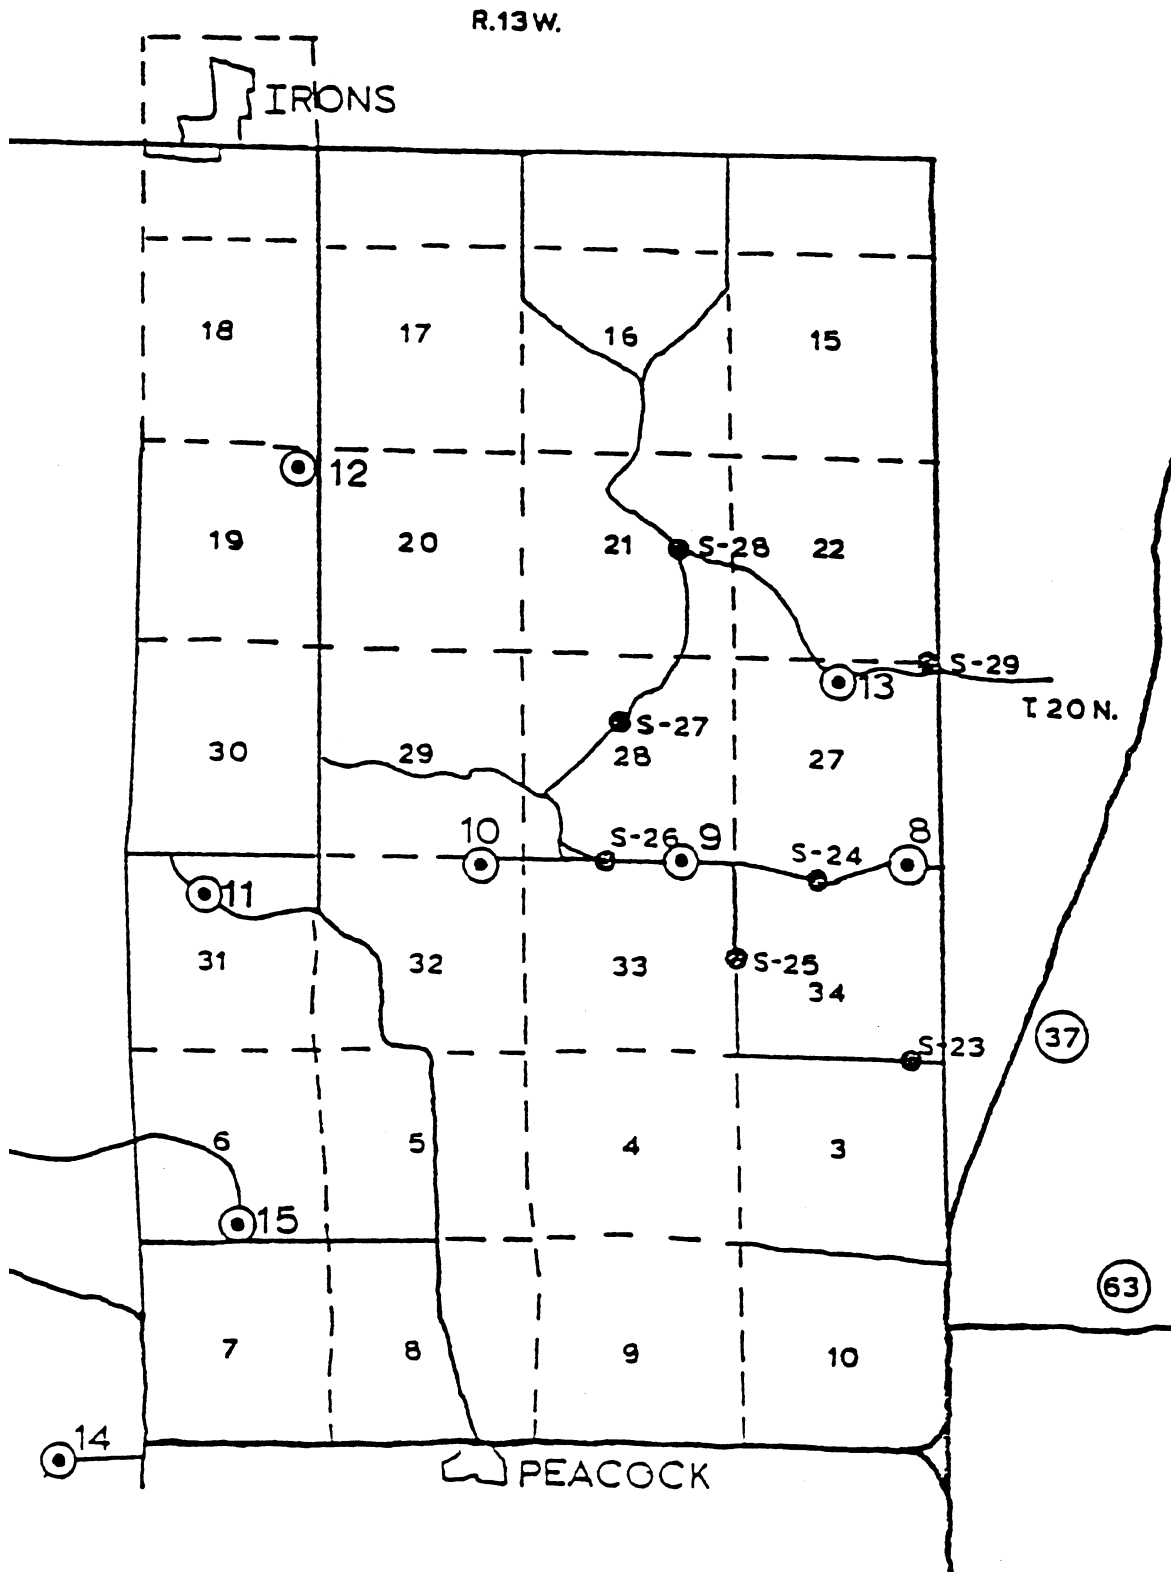 R.13W.
IRONS
18 17 16 15
12
19 20 21 S-28 22
S-29
13
T. 20 N.
S-27
30 29 28 27
10 S-26 9 S-24 8
11
31 32 33 S-25
34
37
S-23
6 5 4 3
15
63
7 8 9 10
14
PEACOCK